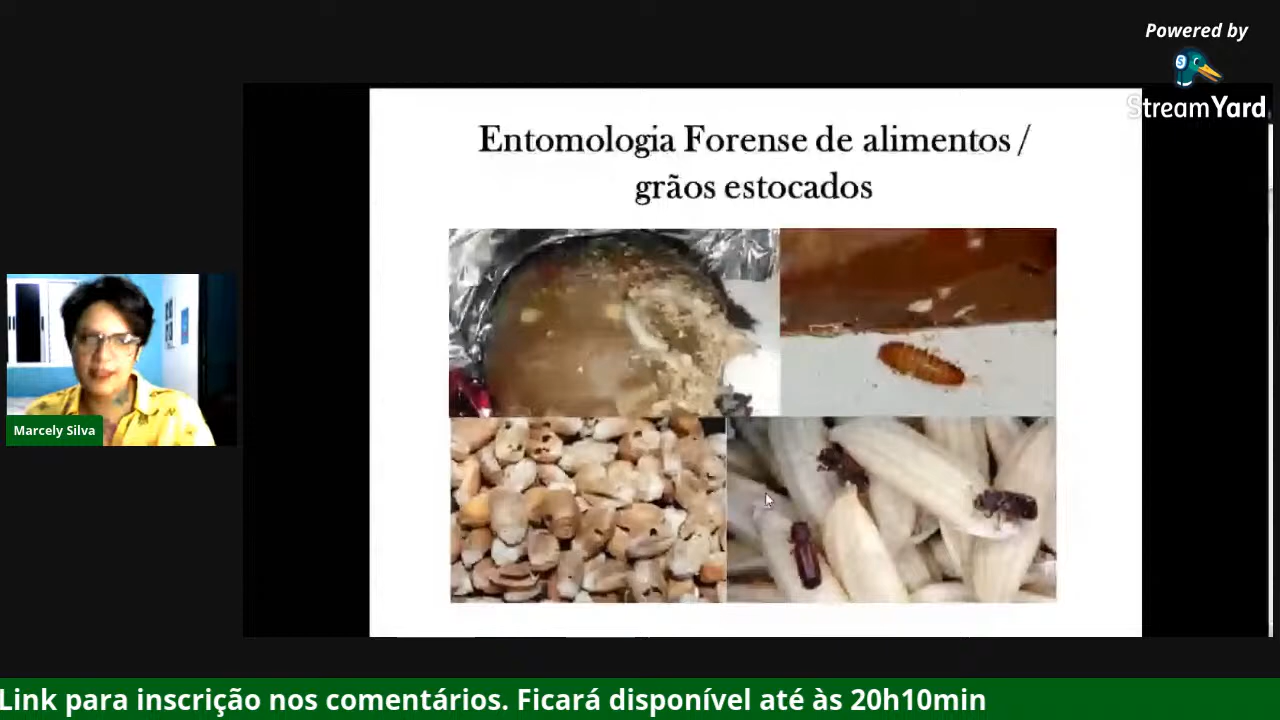 Powered by
StreamYard
Entomologia Forense de alimentos /
grãos estocados
Marcely Silva
Link para inscrição nos comentários. Ficará disponível até às 20h10min